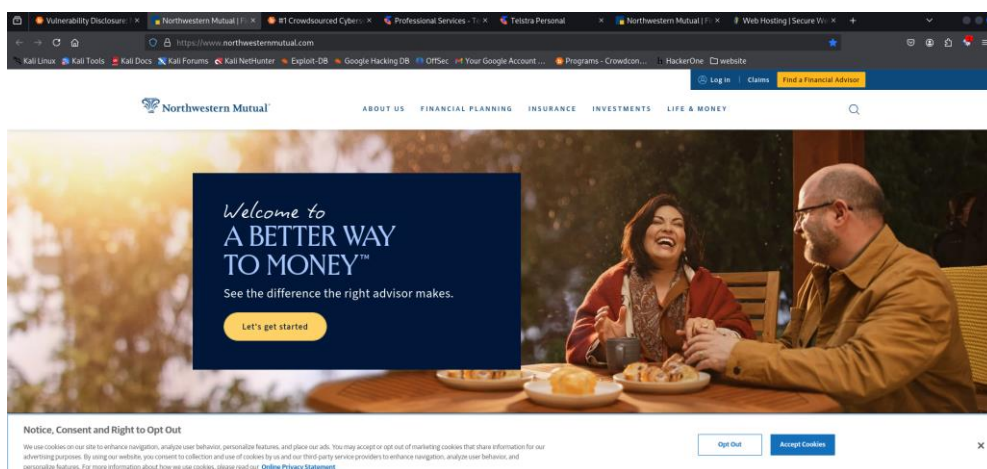 Vulnerability Disclosure: Northwestern Mutual | Fi #1 Crowdsourced Cybers Professional Services - Te Telstra Personal Northwestern Mutual | Fi Web Hosting | Secure We
https://www.northwesternmutual.com
Kali Linux Kali Tools Kali Docs Kali Forums Kali NetHunter Exploit-DB Google Hacking DB OffSec Your Google Account ... Programs - Crowdcon... HackerOne website
Log in Claims Find a Financial Advisor
Northwestern Mutual®
ABOUT US FINANCIAL PLANNING INSURANCE INVESTMENTS LIFE & MONEY
Welcome to
A BETTER WAY
TO MONEY™
See the difference the right advisor makes.
Let's get started
Notice, Consent and Right to Opt Out
We use cookies on our site to enhance navigation, analyze user behavior, personalize features, and place our ads. You may accept or opt out of marketing cookies that share information for our
advertising purposes. By using our website, you consent to collection and use of cookies by us and our third-party service providers to enhance navigation, analyze user behavior, and
personalize features. For more information about how we use cookies, please read our Online Privacy Statement
Opt Out Accept Cookies